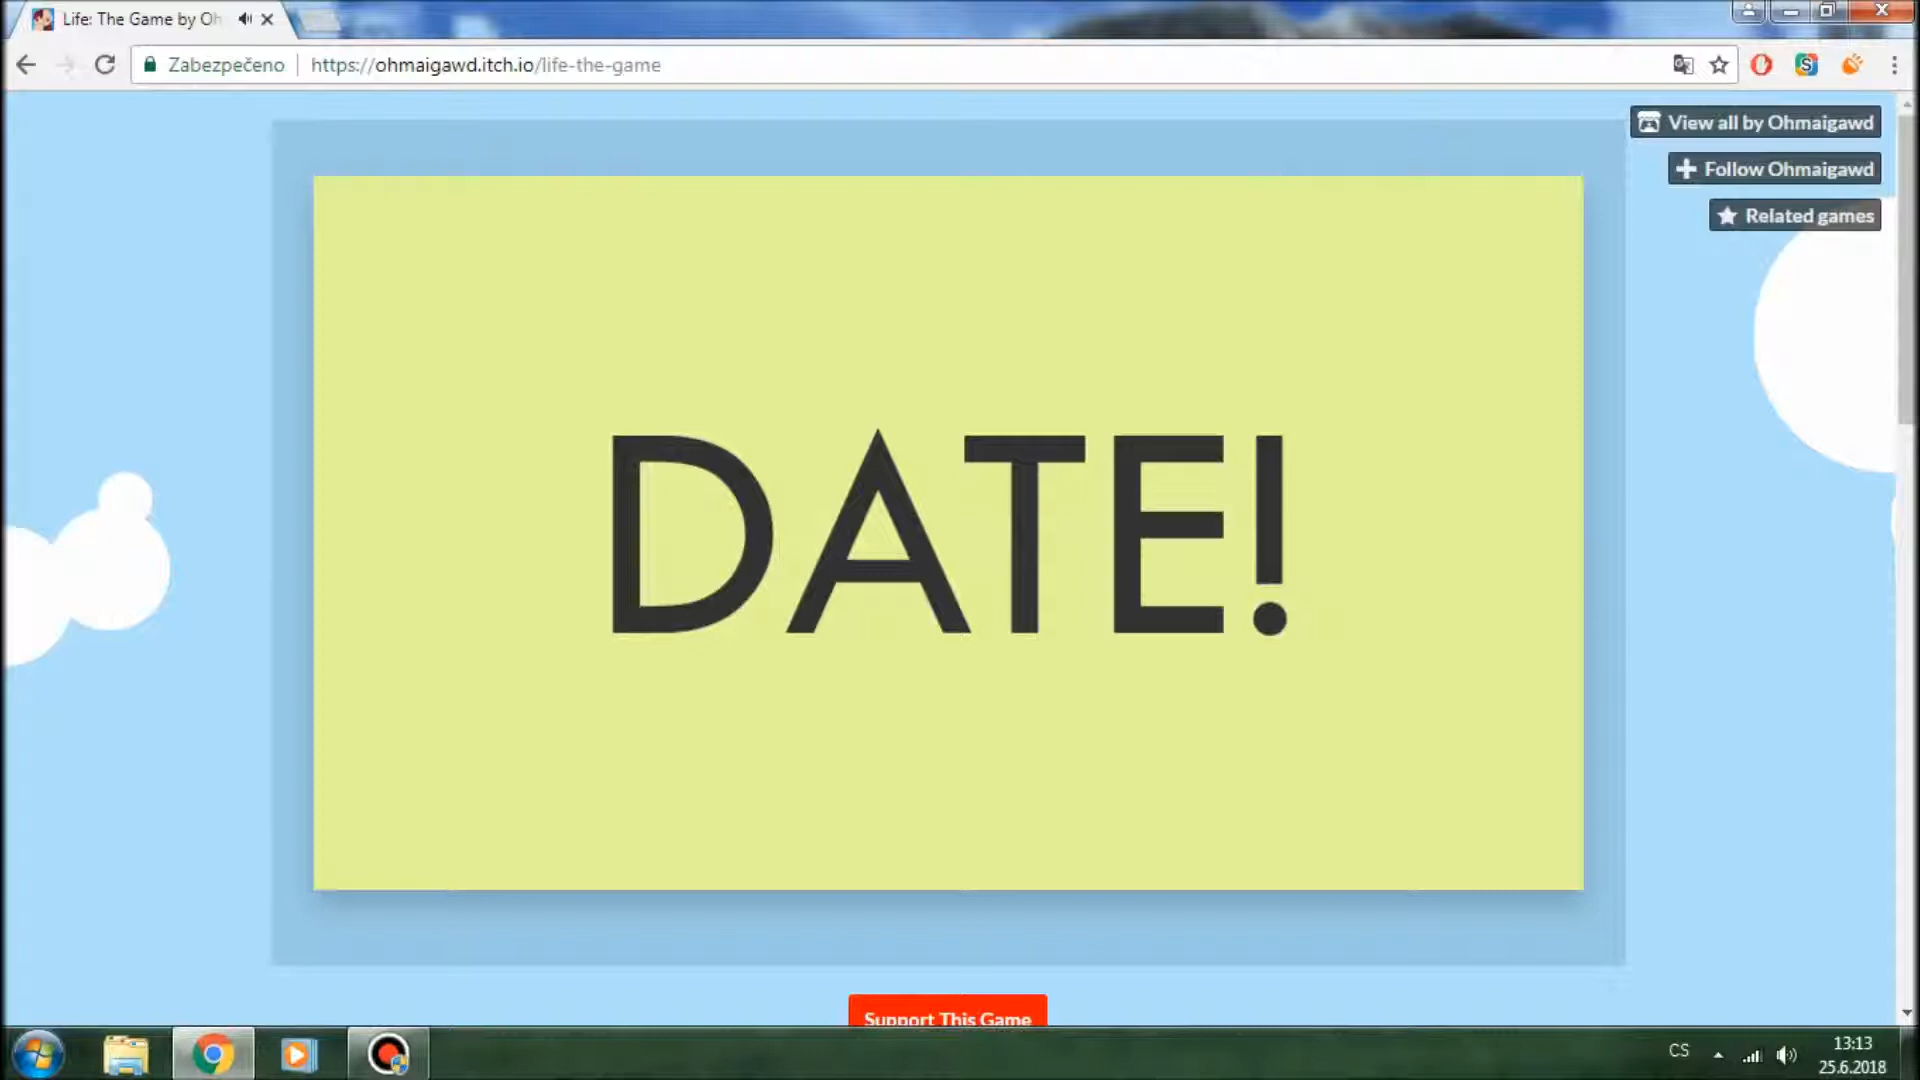 Life: The Game by Oh
Zabezpečeno
https://ohmaigawd.itch.io/life-the-game
View all by Ohmaigawd
Follow Ohmaigawd
Related games
DATE!
Support This Game
CS
13:13
25.6.2018